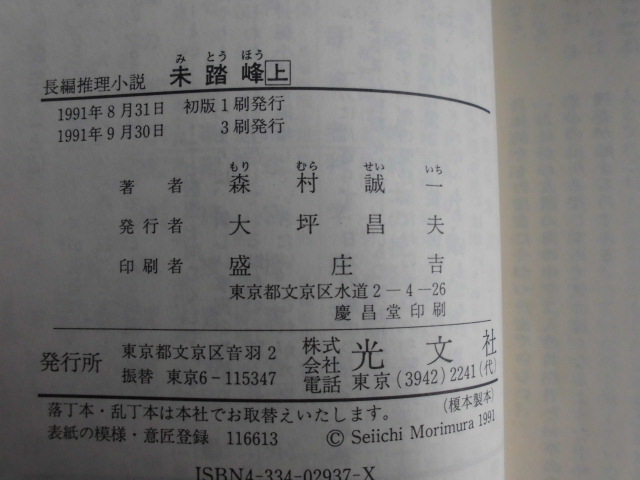 長編推理小説 未踏峰 上
み とう ほう
1991年8月31日 初版1刷発行
1991年9月30日 3刷発行
もり むら せい いち
著者 森村誠一
発行者 大坪昌夫
印刷者 盛庄吉
東京都文京区水道2-4-26
慶昌堂印刷
発行所 東京都文京区音羽2 株式会社 光文社
振替 東京6-115347 電話 東京(3942)2241(代)
落丁本・乱丁本は本社でお取替えいたします。 (榎本製本)
表紙の模様・意匠登録 116613 © Seiichi Morimura 1991
ISBN4-334-02937-X